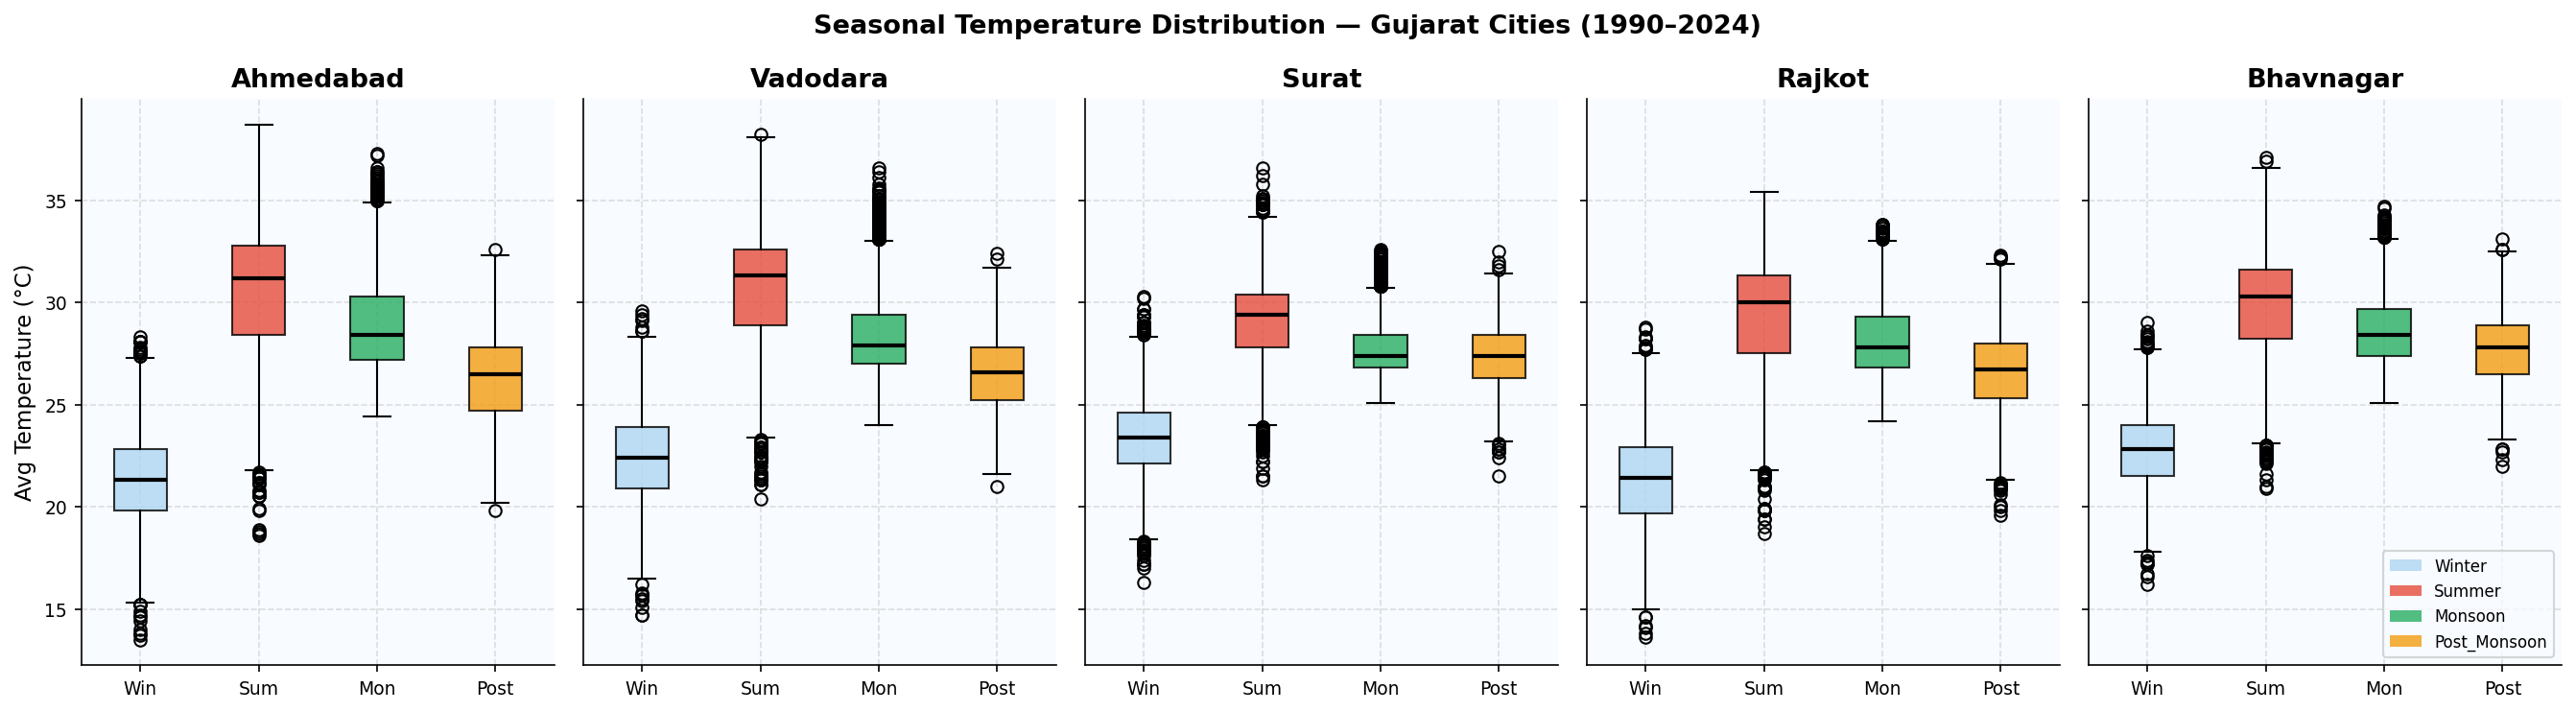 Seasonal Temperature Distribution — Gujarat Cities (1990–2024)
Ahmedabad
Vadodara
Surat
Rajkot
Bhavnagar
Avg Temperature (°C)
35
30
25
20
15
Win Sum Mon Post
Win Sum Mon Post
Win Sum Mon Post
Win Sum Mon Post
Win Sum Mon Post
Winter
Summer
Monsoon
Post_Monsoon